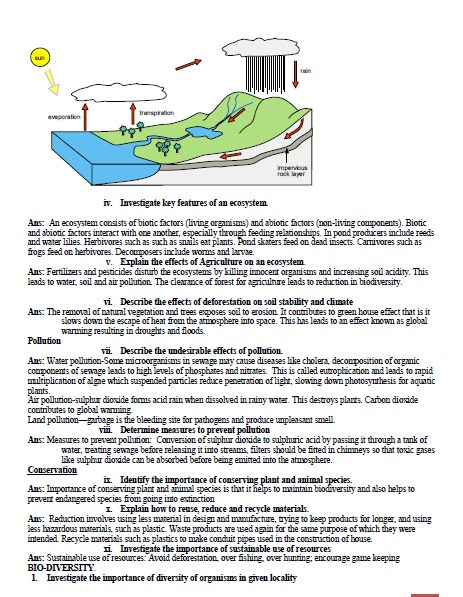 sun
rain
evaporation
transpiration
impervious
rock layer
iv. Investigate key features of an ecosystem.
Ans: An ecosystem consists of biotic factors (living organisms) and abiotic factors (non-living components). Biotic
and abiotic factors interact with one another, especially through feeding relationships. In pond producers include reeds
and water lilies. Herbivores such as such as snails eat plants. Pond skaters feed on dead insects. Carnivores such as
frogs feed on herbivores. Decomposers include worms and larvae.
v. Explain the effects of Agriculture on an ecosystem.
Ans: Fertilizers and pesticides disturb the ecosystems by killing innocent organisms and increasing soil acidity. This
leads to water, soil and air pollution. The clearance of forest for agriculture leads to reduction in biodiversity.
vi. Describe the effects of deforestation on soil stability and climate
Ans: The removal of natural vegetation and trees exposes soil to erosion. It contributes to green house effect that is it
slows down the escape of heat from the atmosphere into space. This has leads to an effect known as global
warming resulting in droughts and floods.
Pollution
vii. Describe the undesirable effects of pollution.
Ans: Water pollution-Some microorganisms in sewage may cause diseases like cholera, decomposition of organic
components of sewage leads to high levels of phosphates and nitrates. This is called eutrophication and leads to rapid
multiplication of algae which suspended particles reduce penetration of light, slowing down photosynthesis for aquatic
plants.
Air pollution-sulphur dioxide forms acid rain when dissolved in rainy water. This destroys plants. Carbon dioxide
contributes to global warming.
Land pollution—garbage is the bleeding site for pathogens and produce unpleasant smell.
viii. Determine measures to prevent pollution
Ans: Measures to prevent pollution: Conversion of sulphur dioxide to sulphuric acid by passing it through a tank of
water, treating sewage before releasing it into streams, filters should be fitted in chimneys so that toxic gases
like sulphur dioxide can be absorbed before being emitted into the atmosphere.
Conservation
ix. Identify the importance of conserving plant and animal species.
Ans: Importance of conserving plant and animal species is that it helps to maintain biodiversity and also helps to
prevent endangered species from going into extinction
x. Explain how to reuse, reduce and recycle materials.
Ans: Reduction involves using less material in design and manufacture, trying to keep products for longer, and using
less hazardous materials, such as plastic. Waste products are used again for the same purpose of which they were
intended. Recycle materials such as plastics to make conduit pipes used in the construction of house.
xi. Investigate the importance of sustainable use of resources
Ans: Sustainable use of resources: Avoid deforestation, over fishing, over hunting; encourage game keeping
BIO-DIVERSITY.
1. Investigate the importance of diversity of organisms in given locality